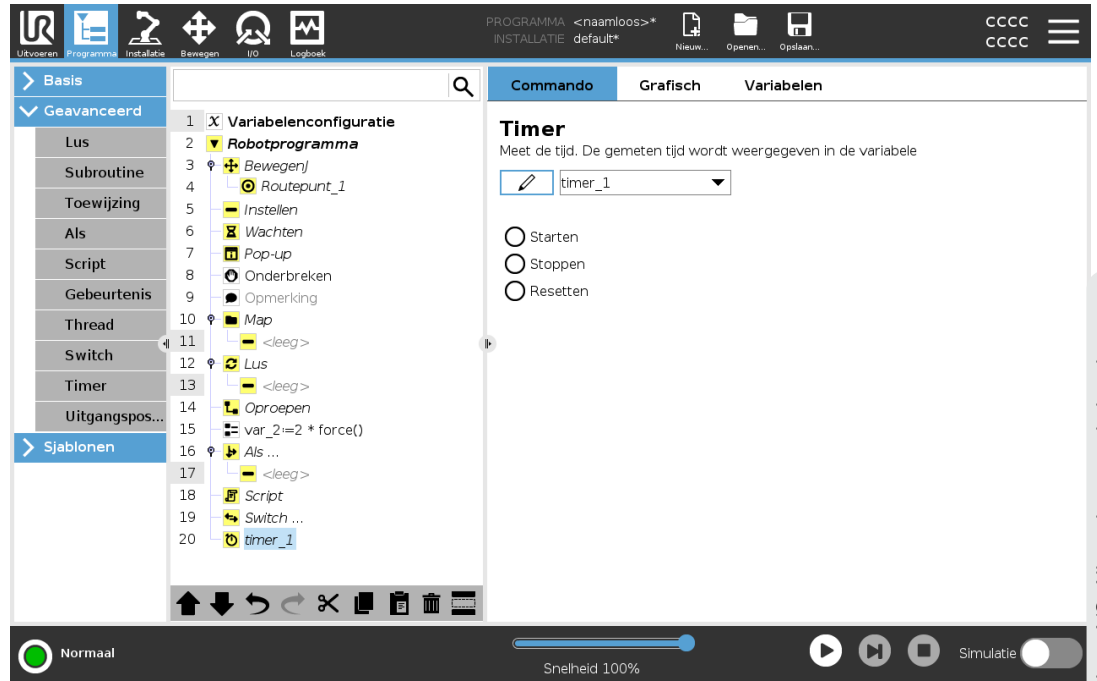 UR
PROGRAMMA <naamloos>*
INSTALLATIE default*
Uitvoeren Programma Installatie Bewegen I/O Logboek
Nieuw... Openen... Opslaan...
CCCC
CCCC
Basis
Geavanceerd
Lus
Subroutine
Toewijzing
Als
Script
Gebeurtenis
Thread
Switch
Timer
Uitgangspos...
Sjablonen
1 X Variabelenconfiguratie
2 Robotprogramma
3 BewegenJ
4 Routepunt_1
5 Instellen
6 Wachten
7 Pop-up
8 Onderbreken
9 Opmerking
10 Map
11 <leeg>
12 Lus
13 <leeg>
14 Oproepen
15 var_2:=2 * force()
16 Als ...
17 <leeg>
18 Script
19 Switch ...
20 timer_1
Commando Grafisch Variabelen
Timer
Meet de tijd. De gemeten tijd wordt weergegeven in de variabele
timer_1
Starten
Stoppen
Resetten
Normaal
Snelheid 100%
Simulatie